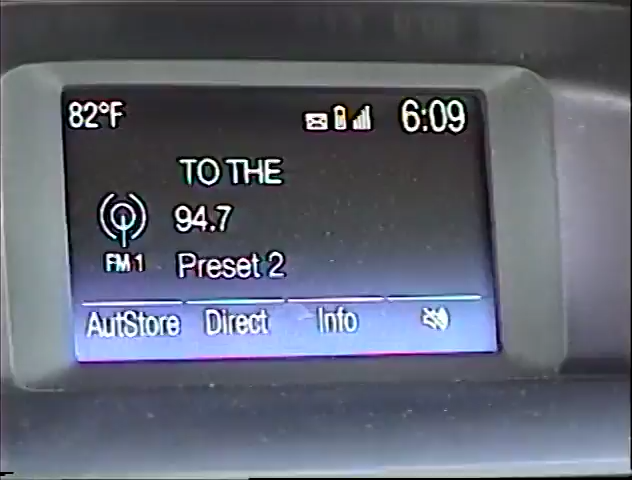 82°F 6:09
TO THE
94.7
FM1 Preset 2
AutStore Direct Info